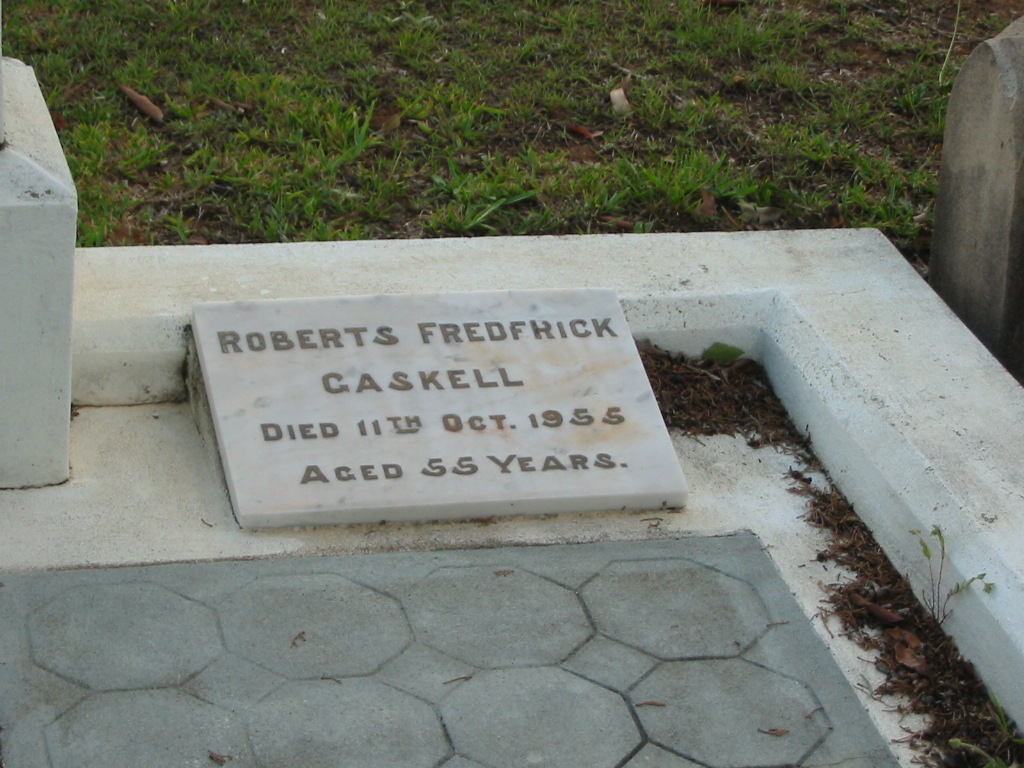 ROBERTS FREDFRICK
GASKELL
DIED 11TH OCT. 1955
AGED 55 YEARS.